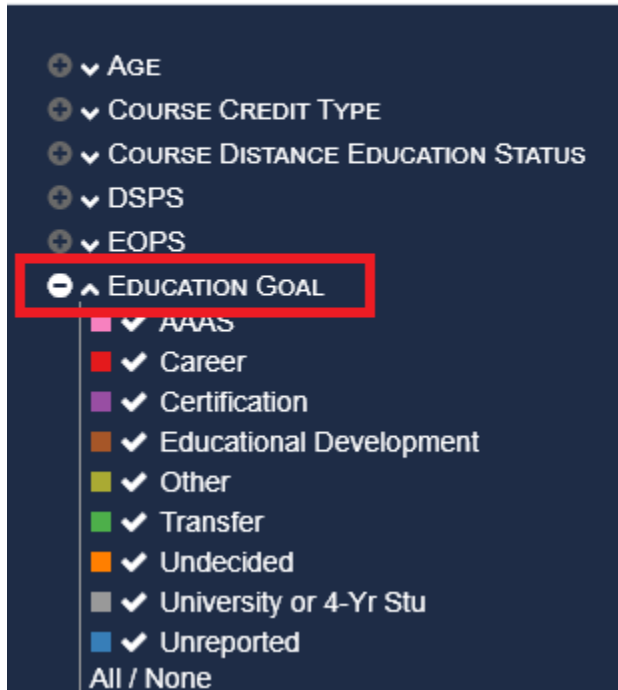 AGE
COURSE CREDIT TYPE
COURSE DISTANCE EDUCATION STATUS
DSPS
EOPS
EDUCATION GOAL
AAAS
Career
Certification
Educational Development
Other
Transfer
Undecided
University or 4-Yr Stu
Unreported
All / None